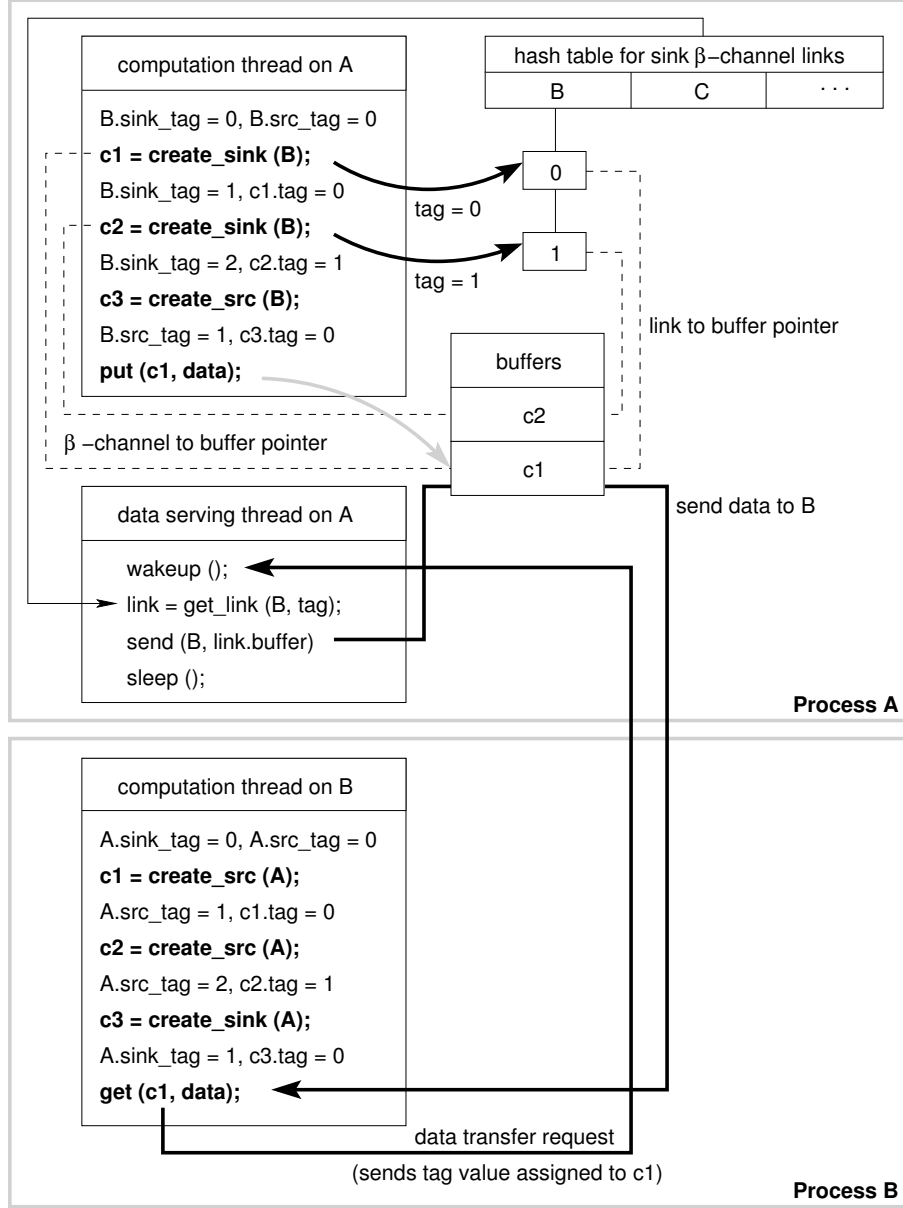 computation thread on A
B.sink_tag = 0, B.src_tag = 0
c1 = create_sink (B);
B.sink_tag = 1, c1.tag = 0
c2 = create_sink (B);
B.sink_tag = 2, c2.tag = 1
c3 = create_src (B);
B.src_tag = 1, c3.tag = 0
put (c1, data);
hash table for sink β−channel links
B C · · ·
0
tag = 0
1
tag = 1
link to buffer pointer
buffers
c2
c1
β −channel to buffer pointer
send data to B
data serving thread on A
wakeup ();
link = get_link (B, tag);
send (B, link.buffer)
sleep ();
Process A
computation thread on B
A.sink_tag = 0, A.src_tag = 0
c1 = create_src (A);
A.src_tag = 1, c1.tag = 0
c2 = create_src (A);
A.src_tag = 2, c2.tag = 1
c3 = create_sink (A);
A.sink_tag = 1, c3.tag = 0
get (c1, data);
data transfer request
(sends tag value assigned to c1)
Process B